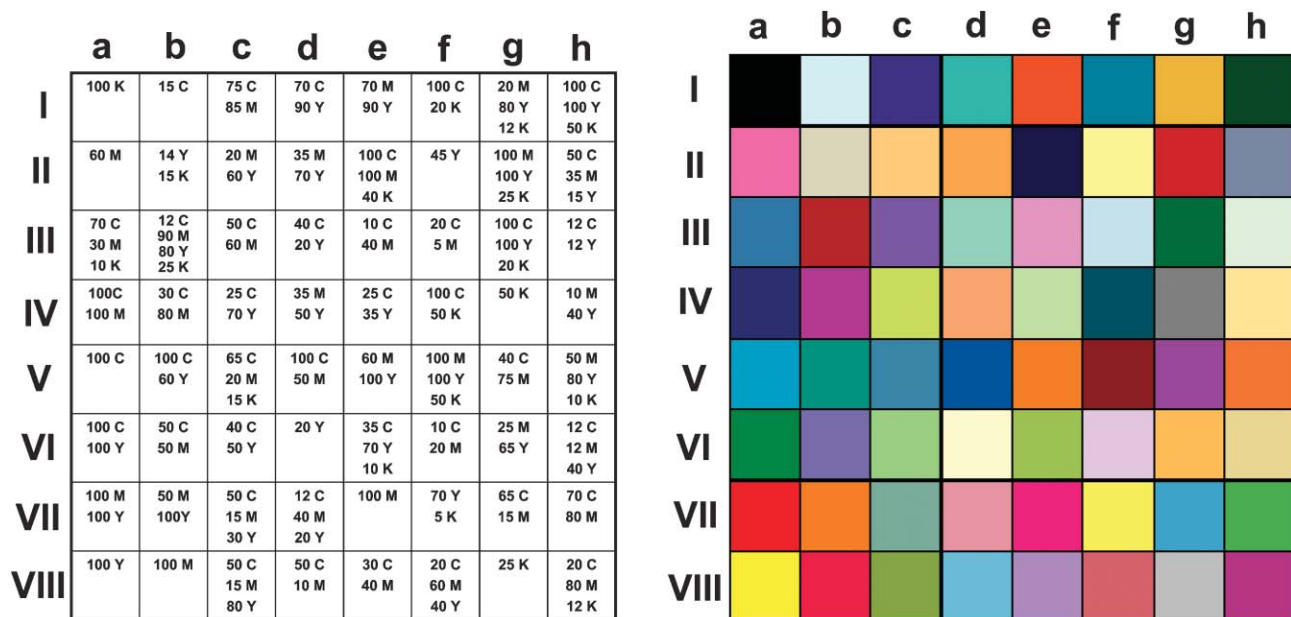 a b c d e f g h
100 K 15 C 75 C 70 C 70 M 100 C 20 M 100 C
I 85 M 90 Y 90 Y 20 K 80 Y 100 Y
12 K 50 K
60 M 14 Y 20 M 35 M 100 C 45 Y 100 M 50 C
II 15 K 60 Y 70 Y 100 M 100 Y 35 M
40 K 25 K 15 Y
70 C 12 C 50 C 40 C 10 C 20 C 100 C 12 C
III 30 M 90 M 60 M 20 Y 40 M 5 M 100 Y 12 Y
80 Y
10 K 25 K 20 K
100C 30 C 25 C 35 M 25 C 100 C 50 K 10 M
IV 100 M 80 M 70 Y 50 Y 35 Y 50 K 40 Y
100 C 100 C 65 C 100 C 60 M 100 M 40 C 50 M
V 60 Y 20 M 50 M 100 Y 100 Y 75 M 80 Y
15 K 50 K 10 K
100 C 50 C 40 C 20 Y 35 C 10 C 25 M 12 C
VI 100 Y 50 M 50 Y 70 Y 20 M 65 Y 12 M
10 K 40 Y
100 M 50 M 50 C 12 C 100 M 70 Y 65 C 70 C
VII 100 Y 100Y 15 M 40 M 5 K 15 M 80 M
30 Y 20 Y
100 Y 100 M 50 C 50 C 30 C 20 C 25 K 20 C
VIII 15 M 10 M 40 M 60 M 80 M
80 Y 40 Y 12 K
a b c d e f g h
I
II
III
IV
V
VI
VII
VIII